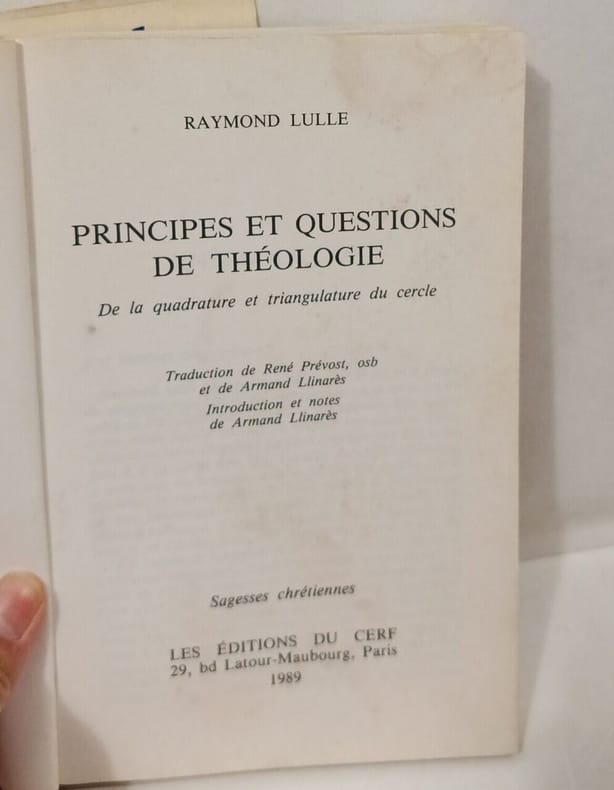 RAYMOND LULLE
PRINCIPES ET QUESTIONS
DE THÉOLOGIE
De la quadrature et triangulature du cercle
Traduction de René Prévost, osb
et de Armand Llinarès
Introduction et notes
de Armand Llinarès
Sagesses chrétiennes
LES ÉDITIONS DU CERF
29, bd Latour-Maubourg, Paris
1989